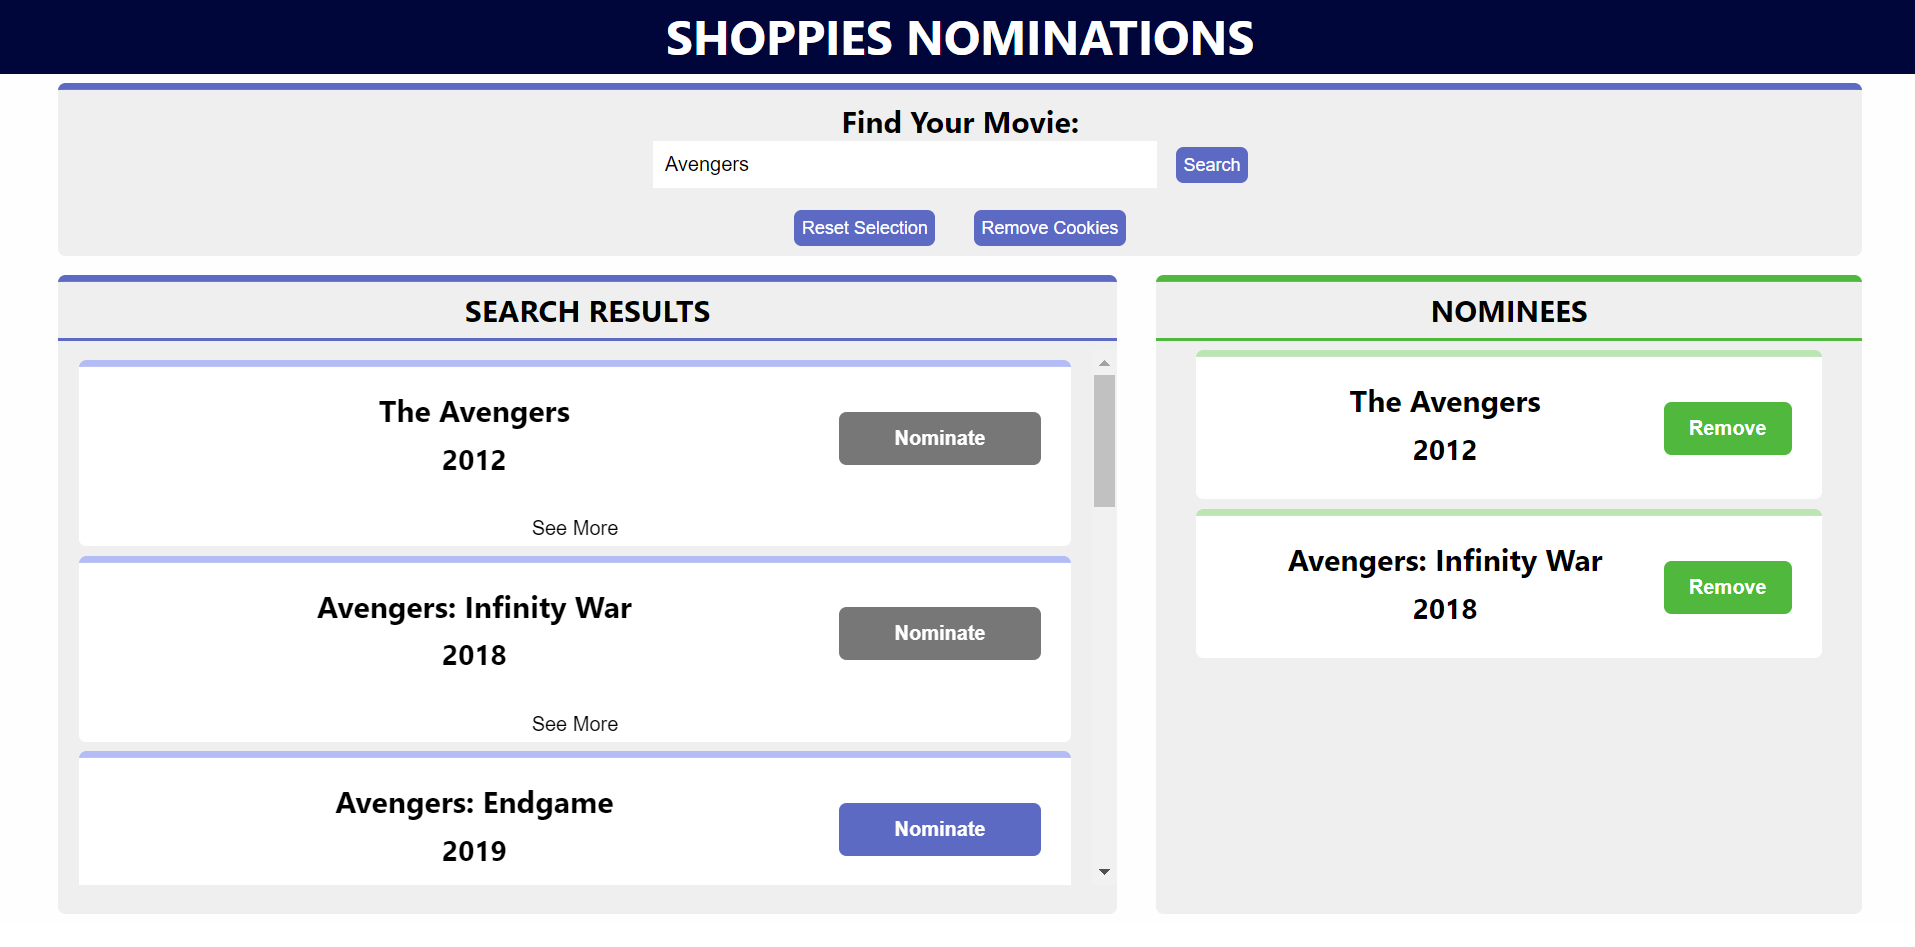 SHOPPIES NOMINATIONS
Find Your Movie:
Avengers
Search
Reset Selection
Remove Cookies
SEARCH RESULTS
The Avengers
2012
Nominate
See More
Avengers: Infinity War
2018
Nominate
See More
Avengers: Endgame
2019
Nominate
NOMINEES
The Avengers
2012
Remove
Avengers: Infinity War
2018
Remove